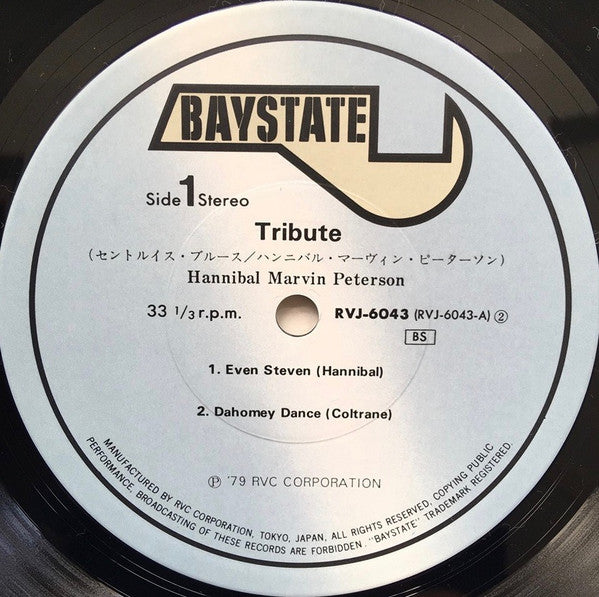 BAYSTATE
Side 1 Stereo
Tribute
(セントルイス・ブルース/ハンニバル・マーヴィン・ピーターソン)
Hannibal Marvin Peterson
33 1/3 r.p.m.
RVJ-6043 (RVJ-6043-A) ②
BS
1. Even Steven (Hannibal)
2. Dahomey Dance (Coltrane)
Ⓟ '79 RVC CORPORATION
MANUFACTURED BY RVC CORPORATION, TOKYO, JAPAN. ALL RIGHTS RESERVED. COPYING PUBLIC
PERFORMANCE, BROADCASTING OF THESE RECORDS ARE FORBIDDEN. "BAYSTATE" TRADEMARK REGISTERED.